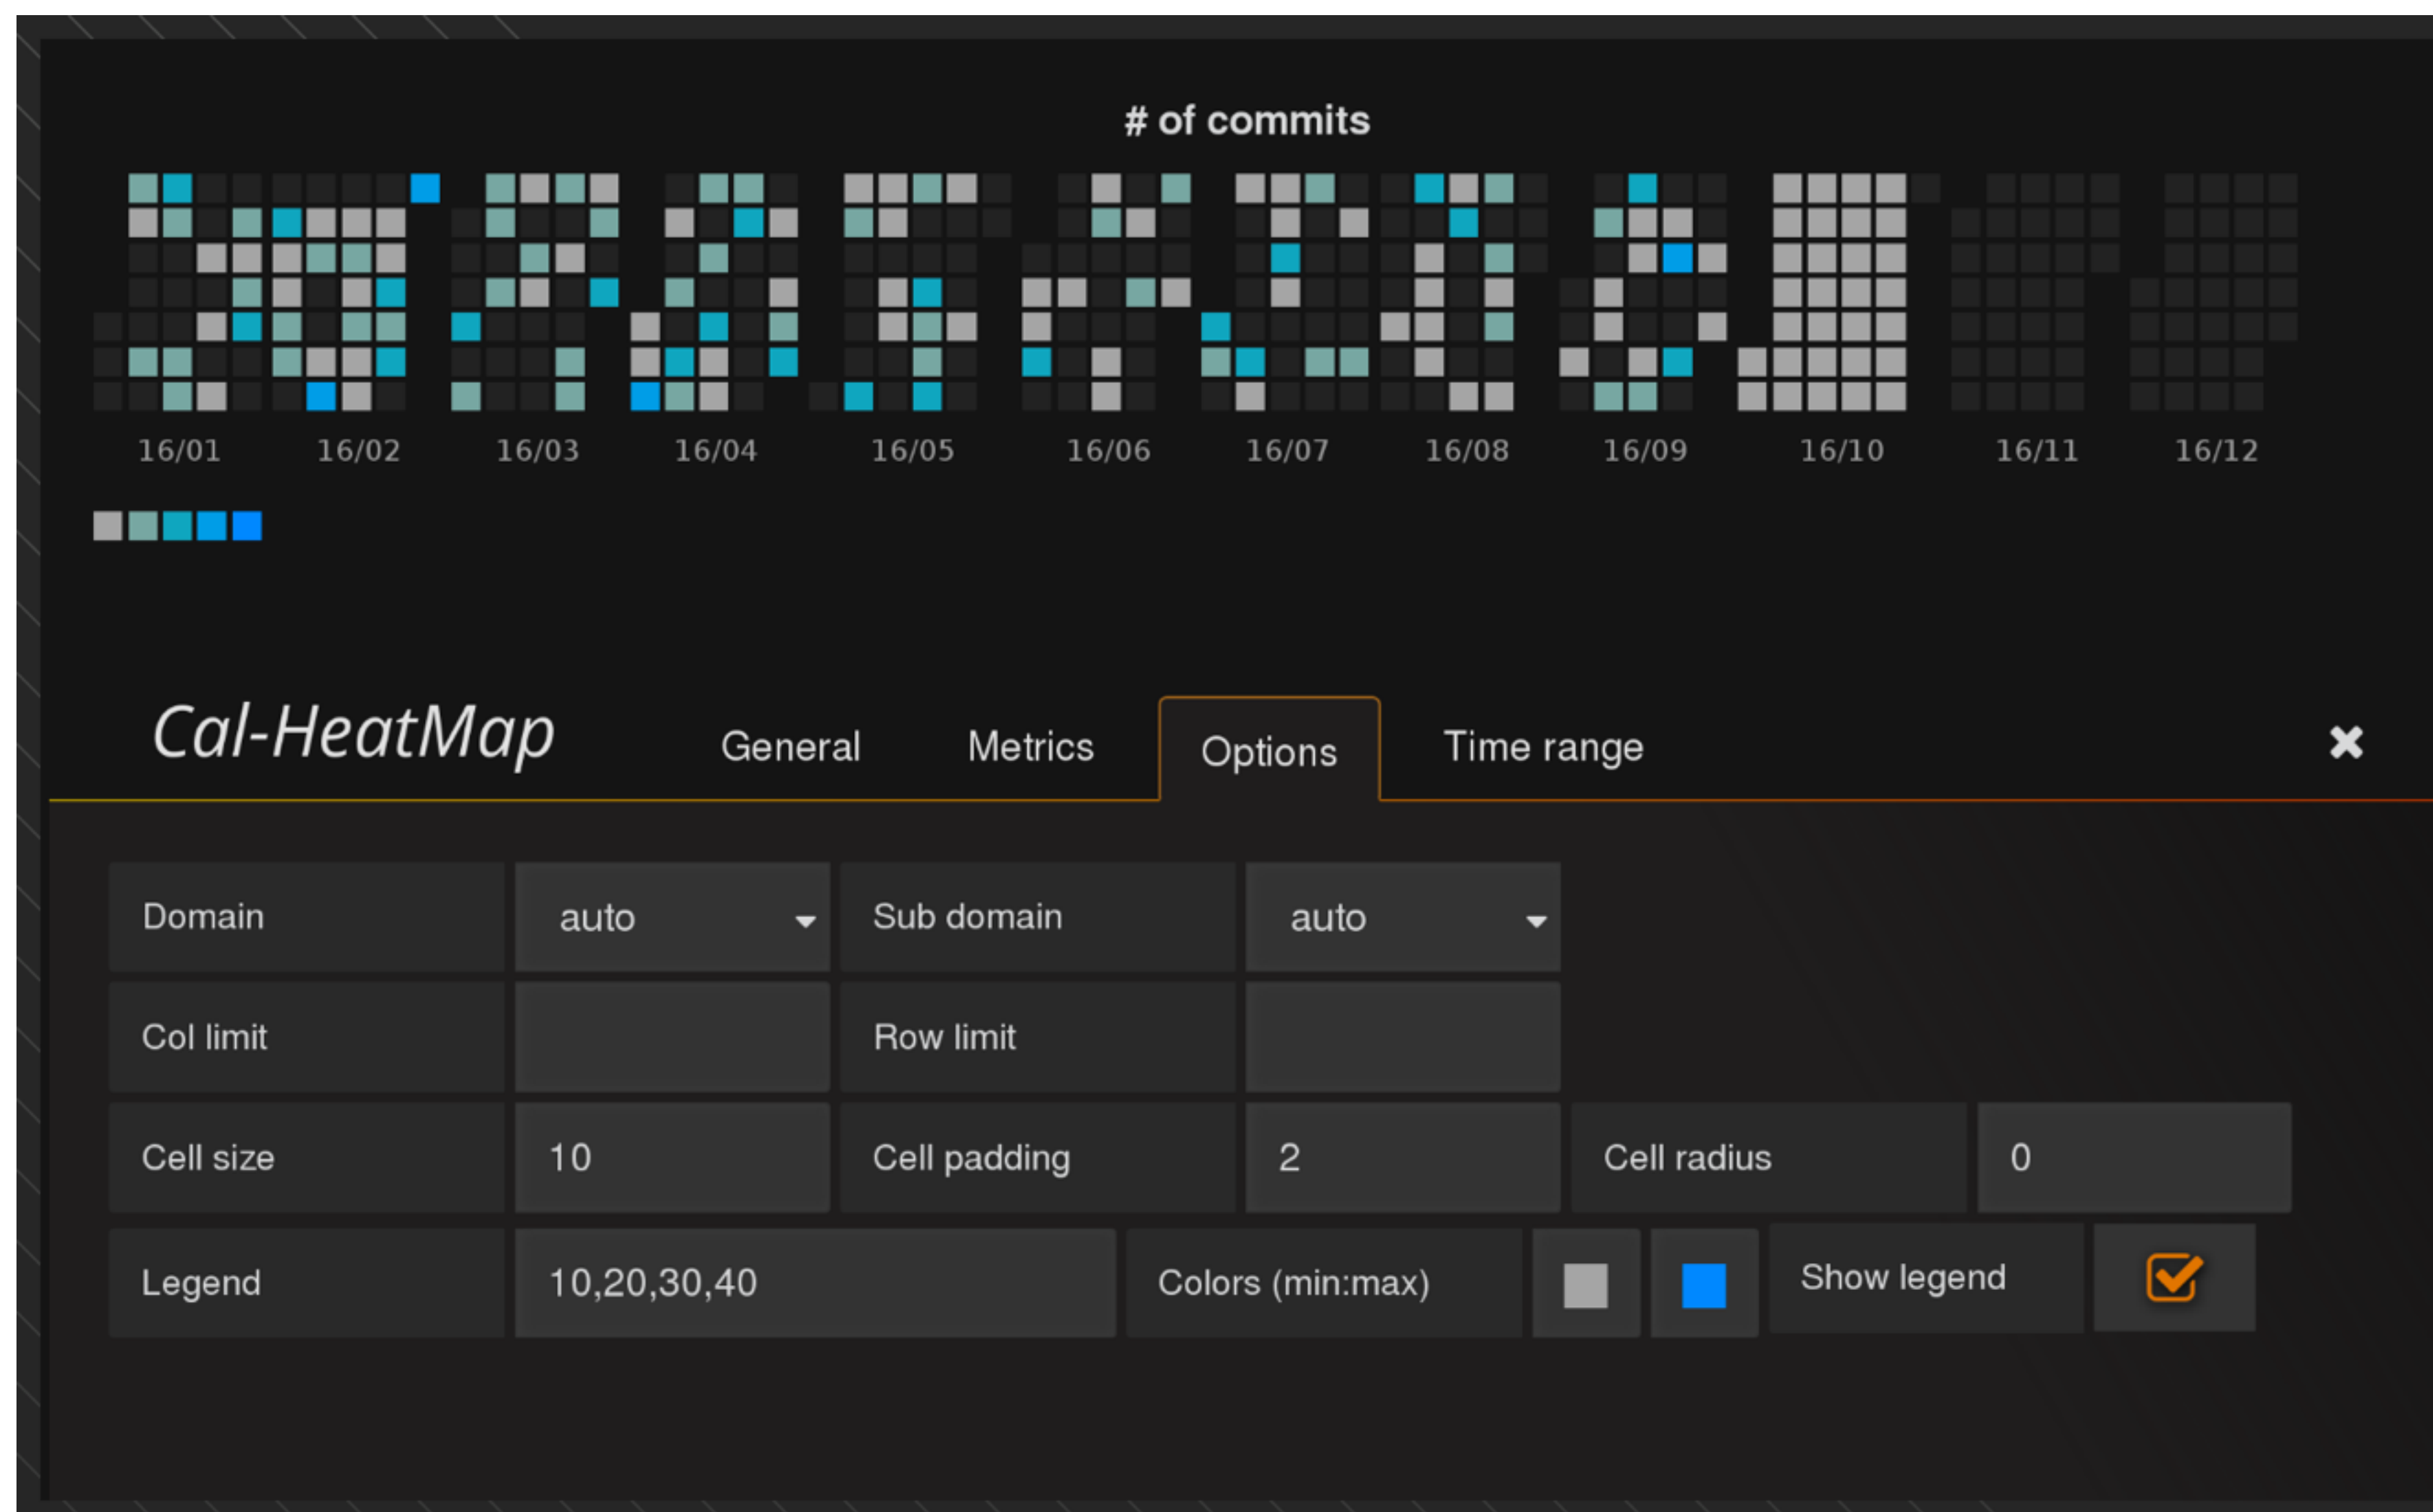 # of commits
16/01 16/02 16/03 16/04 16/05 16/06 16/07 16/08 16/09 16/10 16/11 16/12
Cal-HeatMap General Metrics Options Time range
Domain auto Sub domain auto
Col limit Row limit
Cell size 10 Cell padding 2 Cell radius 0
Legend 10,20,30,40 Colors (min:max) Show legend